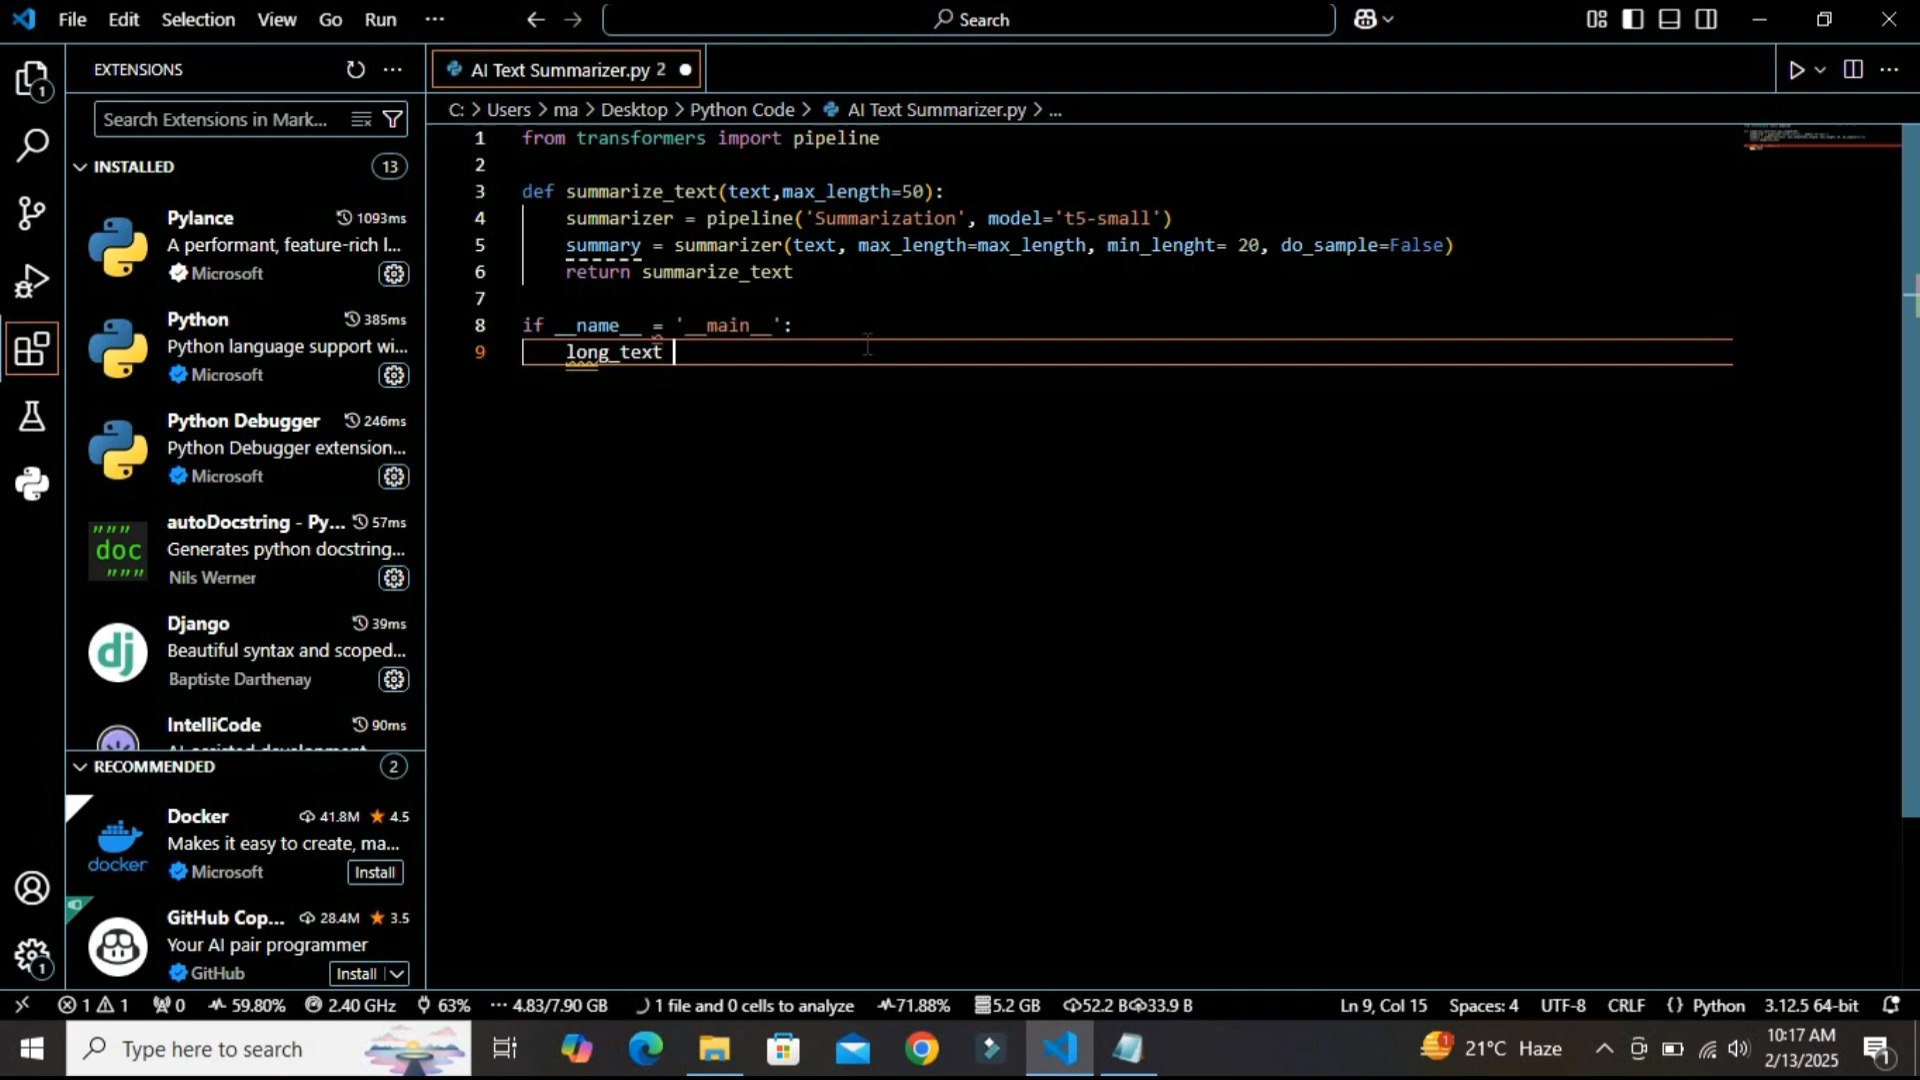 File Edit Selection View Go Run ... Search
EXTENSIONS
AI Text Summarizer.py 2
Search Extensions in Mark...
C: > Users > ma > Desktop > Python Code > AI Text Summarizer.py > ...
INSTALLED 13
Pylance 1093ms
A performant, feature-rich l...
Microsoft
Python 385ms
Python language support wi...
Microsoft
Python Debugger 246ms
Python Debugger extension...
Microsoft
autoDocstring - Py... 57ms
Generates python docstring...
Nils Werner
""" doc """
Django 39ms
Beautiful syntax and scoped...
Baptiste Darthenay
dj
IntelliCode 90ms
RECOMMENDED 2
Docker 41.8M 4.5
Makes it easy to create, ma...
Microsoft Install
docker
GitHub Cop... 28.4M 3.5
Your AI pair programmer
GitHub Install
1 from transformers import pipeline
2
3 def summarize_text(text,max_length=50):
4 summarizer = pipeline('Summarization', model='t5-small')
5 summary = summarizer(text, max_length=max_length, min_lenght= 20, do_sample=False)
6 return summarize_text
7
8 if __name__ = '__main__':
9 long_text
1 1 0 59.80% 2.40 GHz 63% ... 4.83/7.90 GB 1 file and 0 cells to analyze 71.88% 5.2 GB 52.2 B 33.9 B Ln 9, Col 15 Spaces: 4 UTF-8 CRLF {} Python 3.12.5 64-bit
Type here to search 21°C Haze 10:17 AM
2/13/2025
1